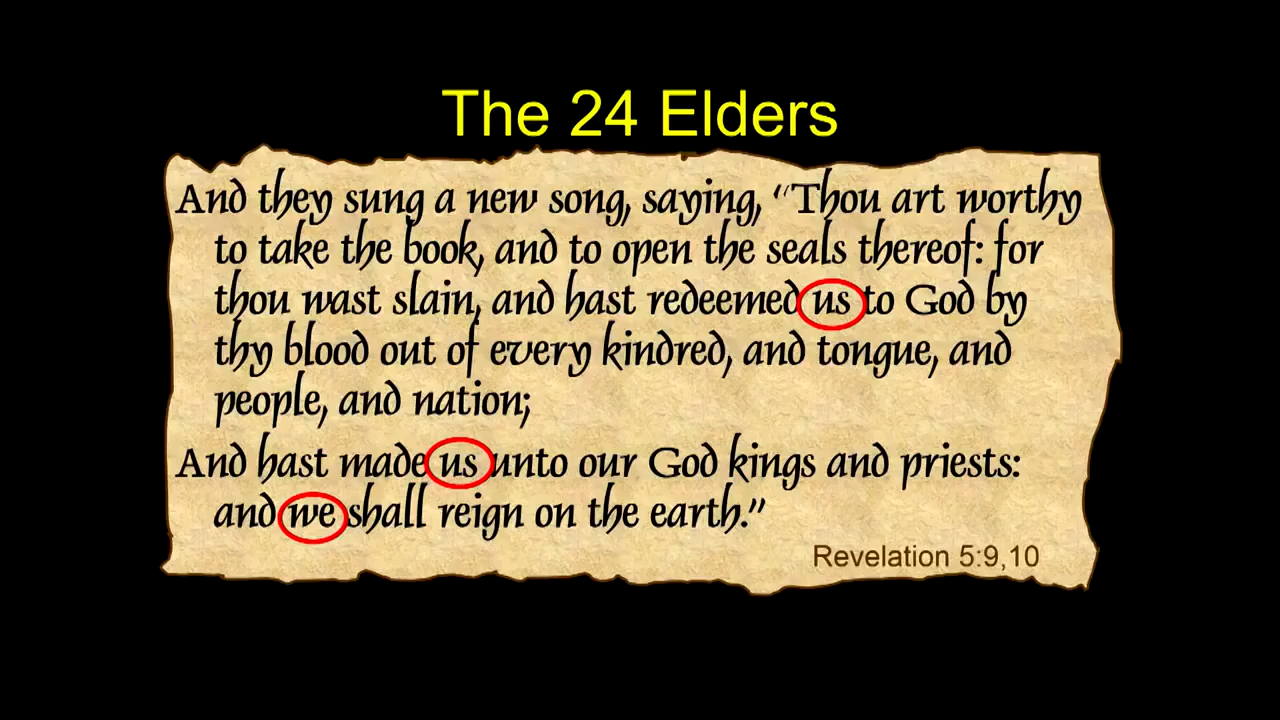 The 24 Elders
And they sung a new song, saying, “Thou art worthy
to take the book, and to open the seals thereof: for
thou wast slain, and hast redeemed us to God by
thy blood out of every kindred, and tongue, and
people, and nation;
And hast made us unto our God kings and priests:
and we shall reign on the earth.”
Revelation 5:9,10